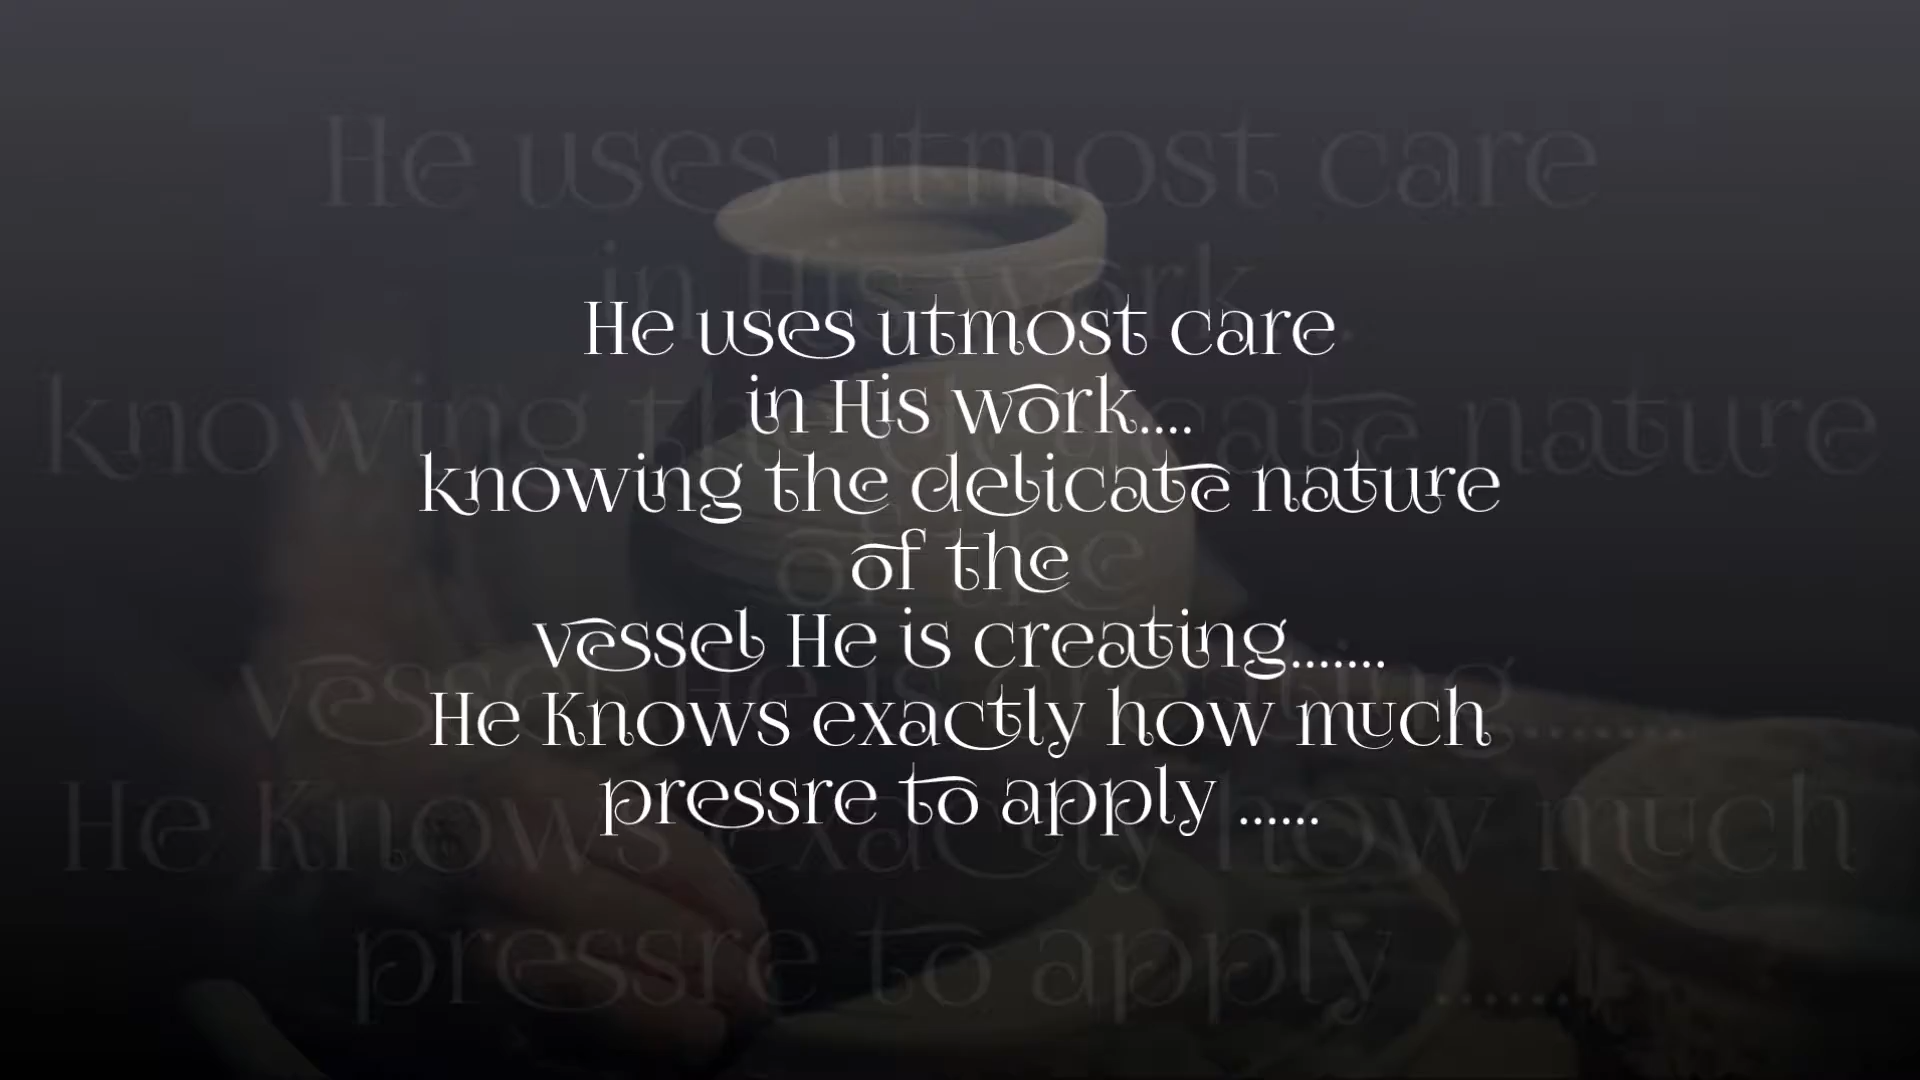 He uses utmost care
in His work....
knowing the delicate nature
of the
vessel He is creating.......
He Knows exactly how much
pressre to apply ......